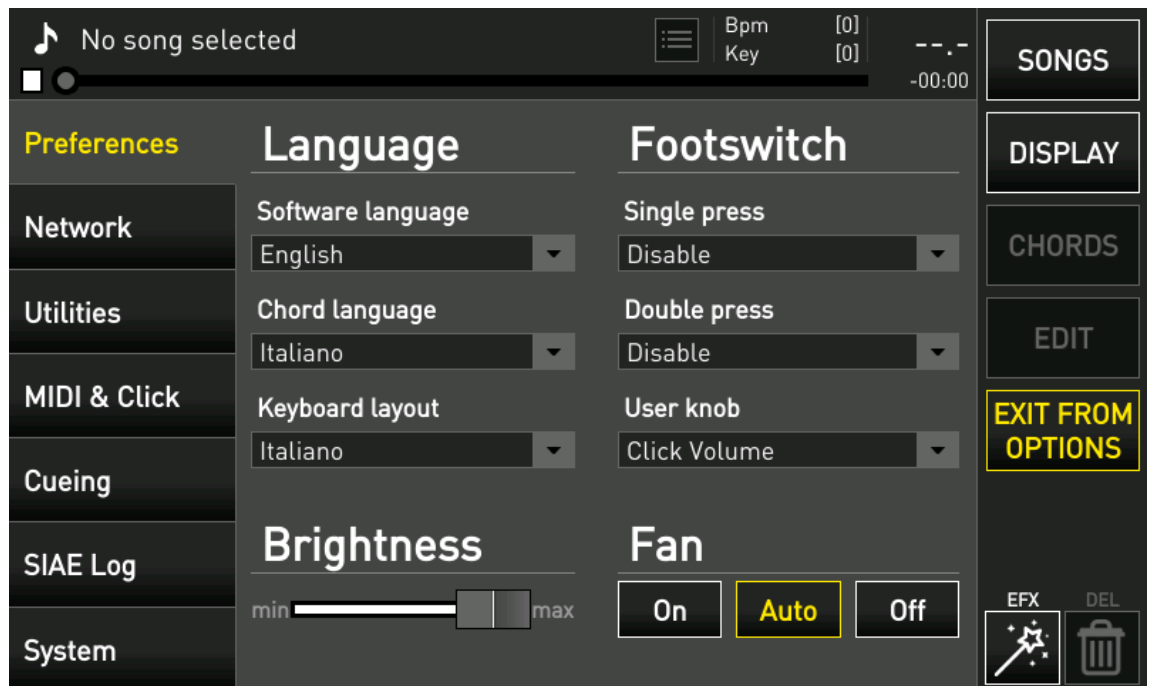 No song selected
Bpm [0]
Key [0]
--.-
-00:00
SONGS
DISPLAY
CHORDS
EDIT
EXIT FROM
OPTIONS
EFX DEL
Preferences
Network
Utilities
MIDI & Click
Cueing
SIAE Log
System
Language
Software language
English
Chord language
Italiano
Keyboard layout
Italiano
Brightness
min max
Footswitch
Single press
Disable
Double press
Disable
User knob
Click Volume
Fan
On Auto Off